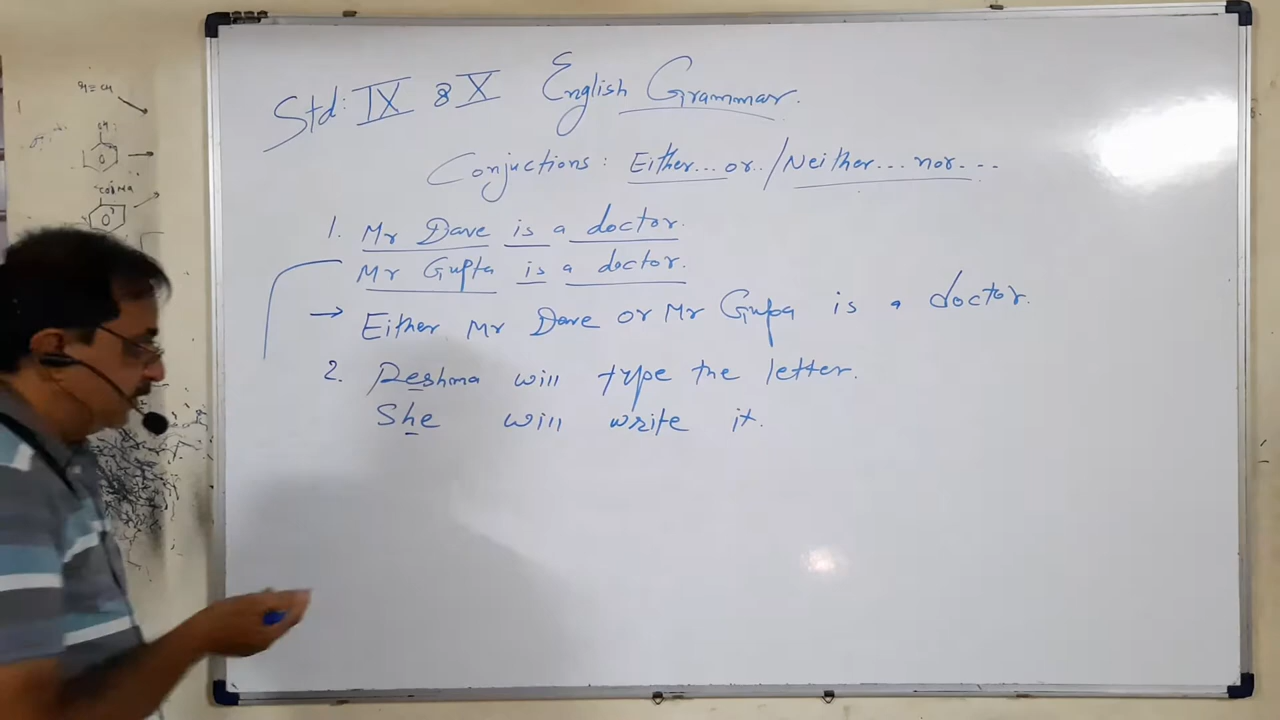 Std: IX & X English Grammar.
Conjuctions: Either... or../Neither... nor...
1. Mr Dave is a doctor.
Mr Gupta is a doctor.
→ Either Mr Dave or Mr Gupa is a doctor.
2. Reshma will type the letter.
She will write it.